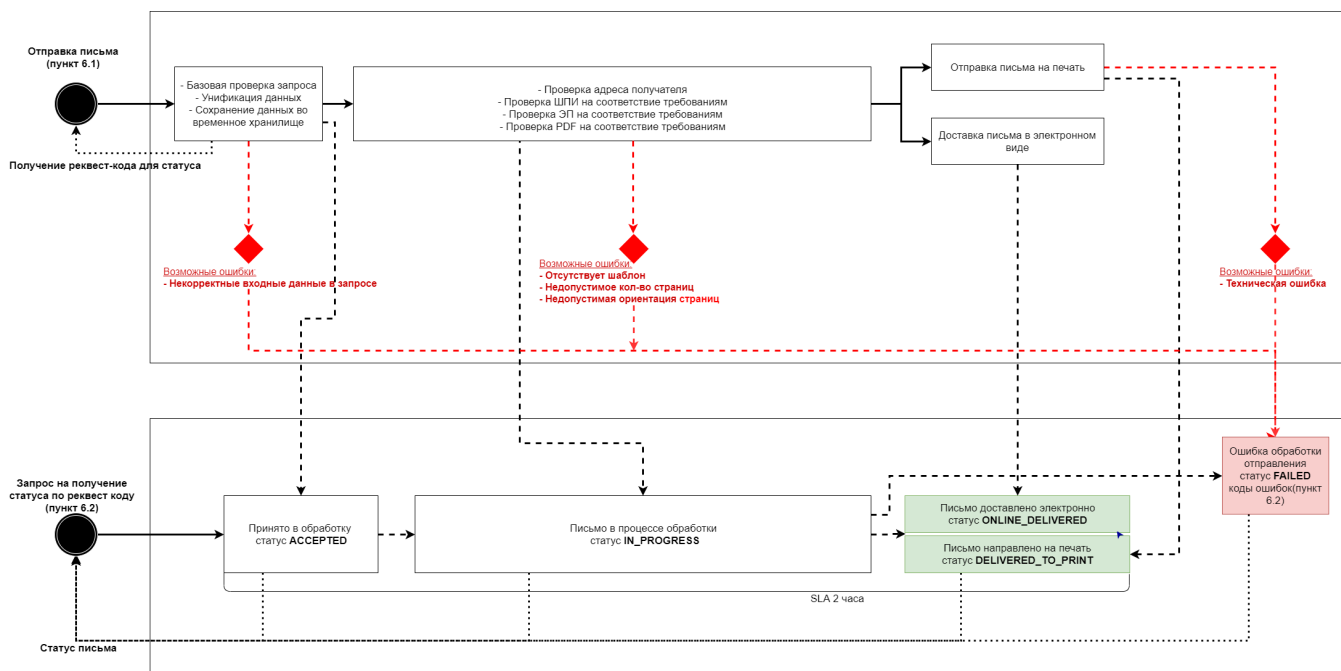 Отправка письма
(пункт 6.1)
- Базовая проверка запроса
- Унификация данных
- Сохранение данных во
временное хранилище
- Проверка адреса получателя
- Проверка ШПИ на соответствие требованиям
- Проверка ЭП на соответствие требованиям
- Проверка PDF на соответствие требованиям
Отправка письма на печать
Доставка письма в электронном
виде
Получение реквест-кода для статуса
Возможные ошибки:
- Некорректные входные данные в запросе
Возможные ошибки:
- Отсутствует шаблон
- Недопустимое кол-во страниц
- Недопустимая ориентация страниц
Возможные ошибки:
- Техническая ошибка
Запрос на получение
статуса по реквест коду
(пункт 6.2)
Принято в обработку
статус ACCEPTED
Письмо в процессе обработки
статус IN_PROGRESS
Письмо доставлено электронно
статус ONLINE_DELIVERED
Письмо направлено на печать
статус DELIVERED_TO_PRINT
Ошибка обработки
отправления
статус FAILED
коды ошибок(пункт
6.2)
SLA 2 часа
Статус письма